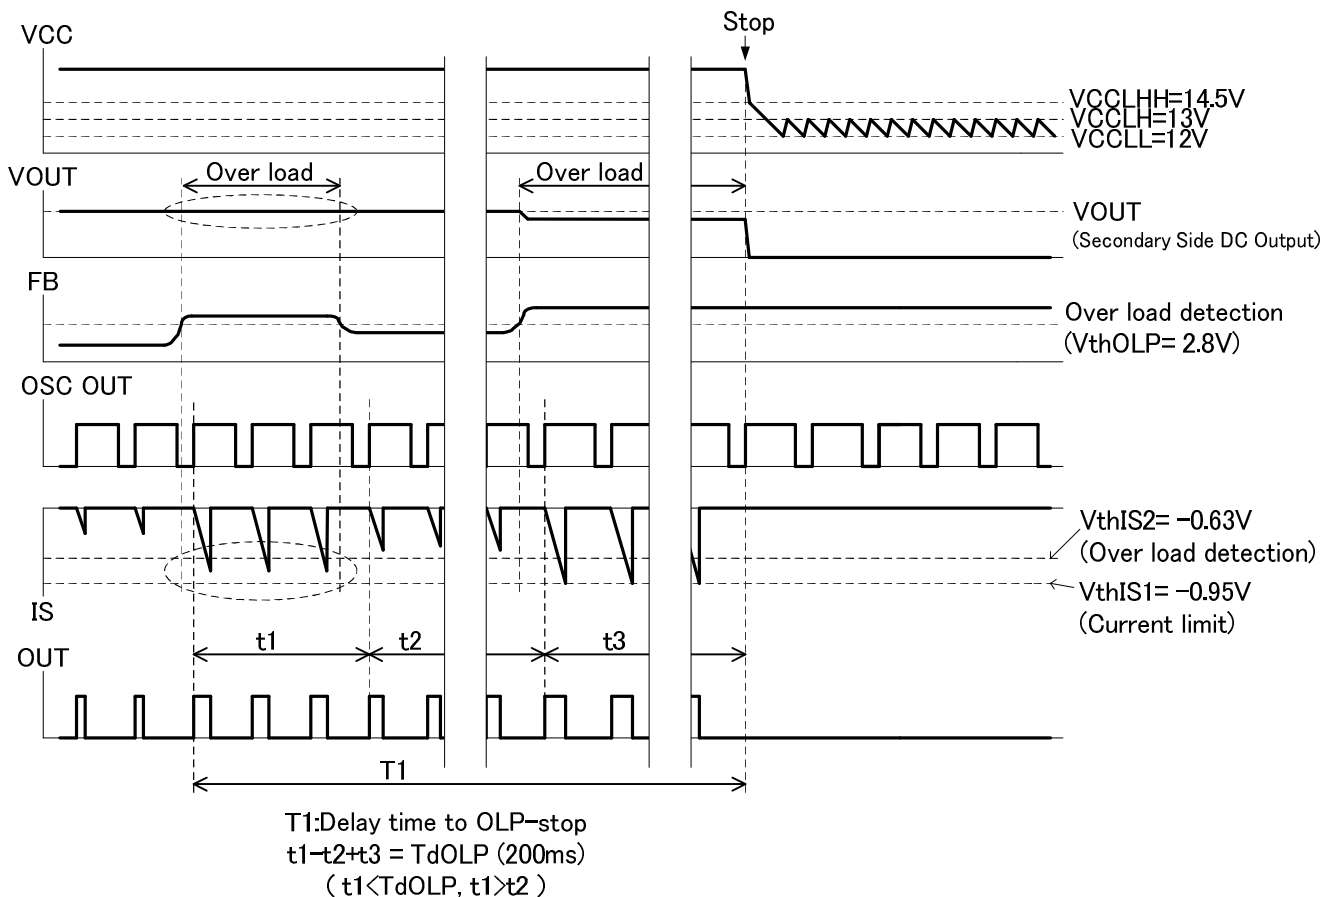 Stop
VCC
VCCLHH=14.5V
VCCLH=13V
VCCLL=12V
VOUT
Over load
Over load
VOUT
(Secondary Side DC Output)
FB
Over load detection
(VthOLP= 2.8V)
OSC OUT
VthIS2= -0.63V
(Over load detection)
VthIS1= -0.95V
(Current limit)
IS
t1
t2
t3
OUT
T1
T1:Delay time to OLP-stop
t1-t2+t3 = TdOLP (200ms)
( t1<TdOLP, t1>t2 )